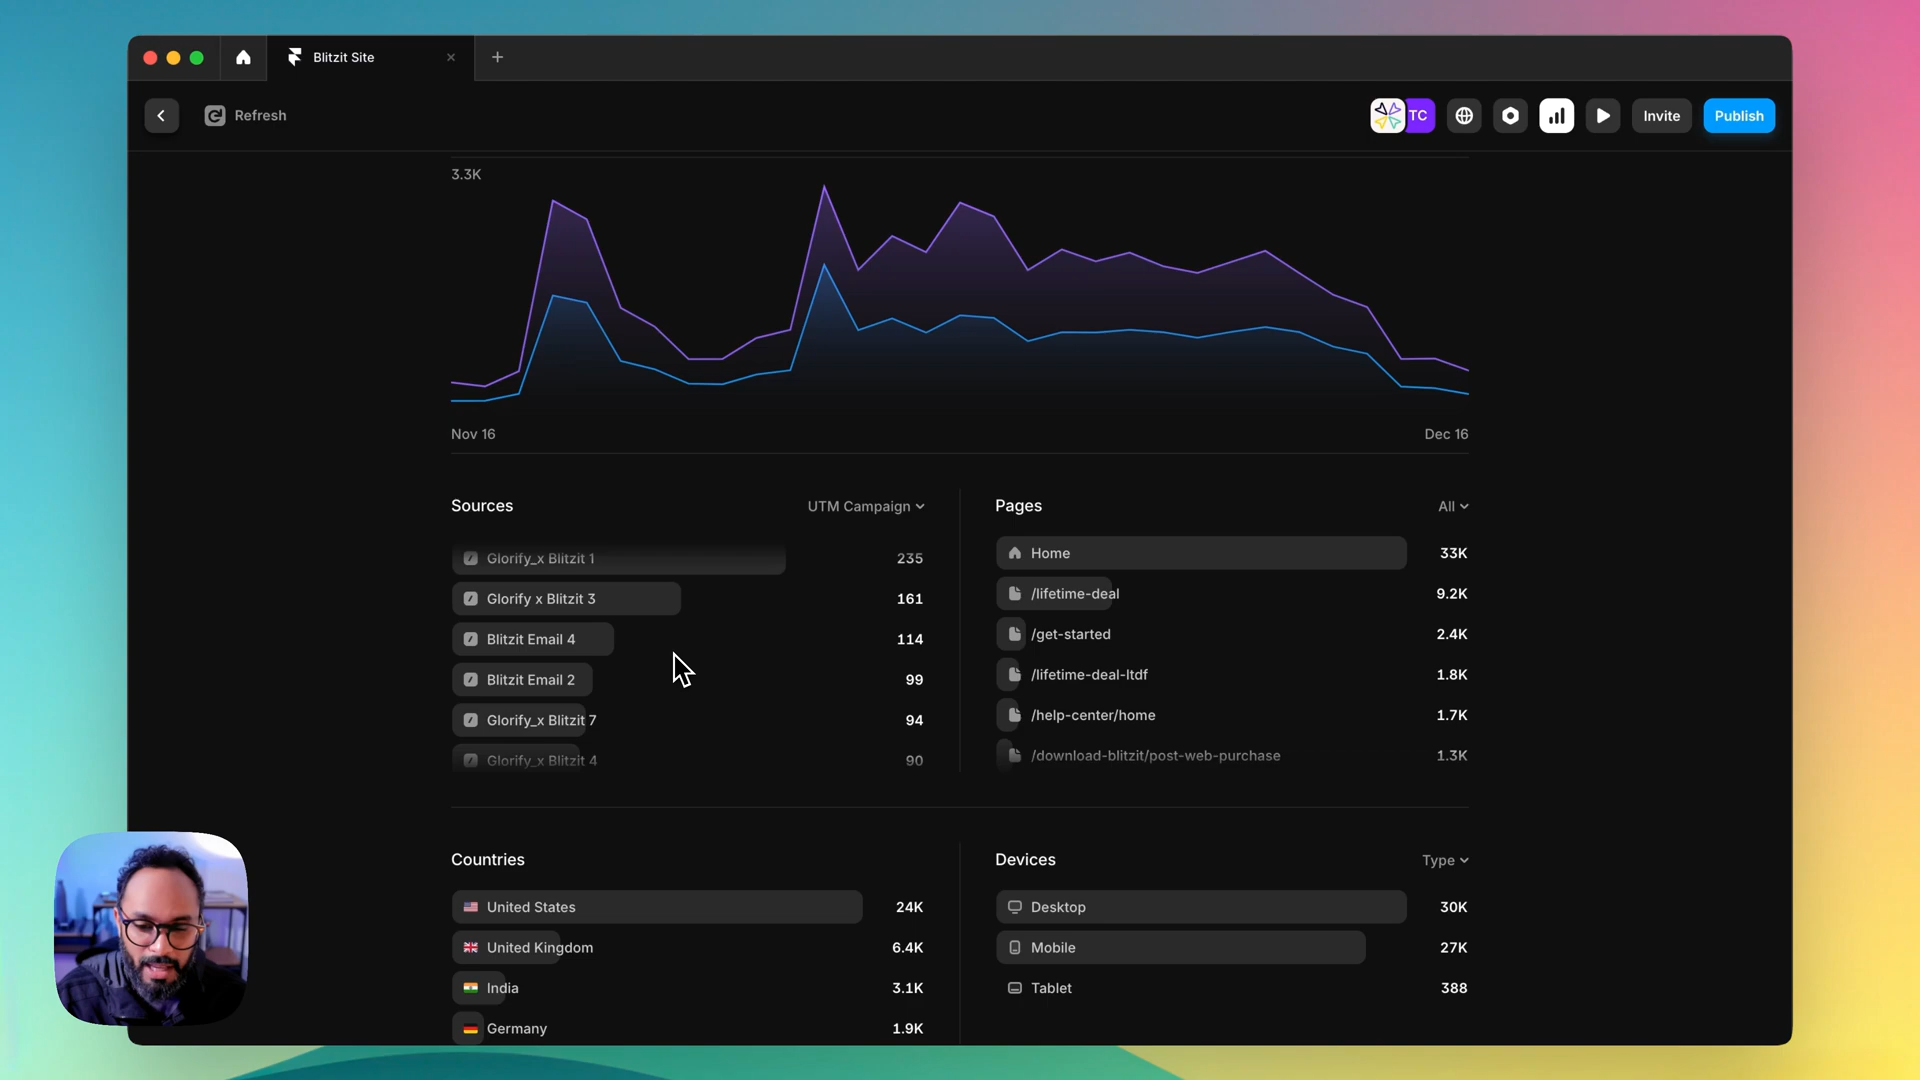 Blitzit Site
Refresh
TC
Invite
Publish
3.3K
Nov 16
Dec 16
Sources
UTM Campaign
Glorify_x Blitzit 1
235
Glorify x Blitzit 3
161
Blitzit Email 4
114
Blitzit Email 2
99
Glorify_x Blitzit 7
94
Glorify_x Blitzit 4
90
Pages
All
Home
33K
/lifetime-deal
9.2K
/get-started
2.4K
/lifetime-deal-ltdf
1.8K
/help-center/home
1.7K
/download-blitzit/post-web-purchase
1.3K
Countries
United States
24K
United Kingdom
6.4K
India
3.1K
Germany
1.9K
Devices
Type
Desktop
30K
Mobile
27K
Tablet
388